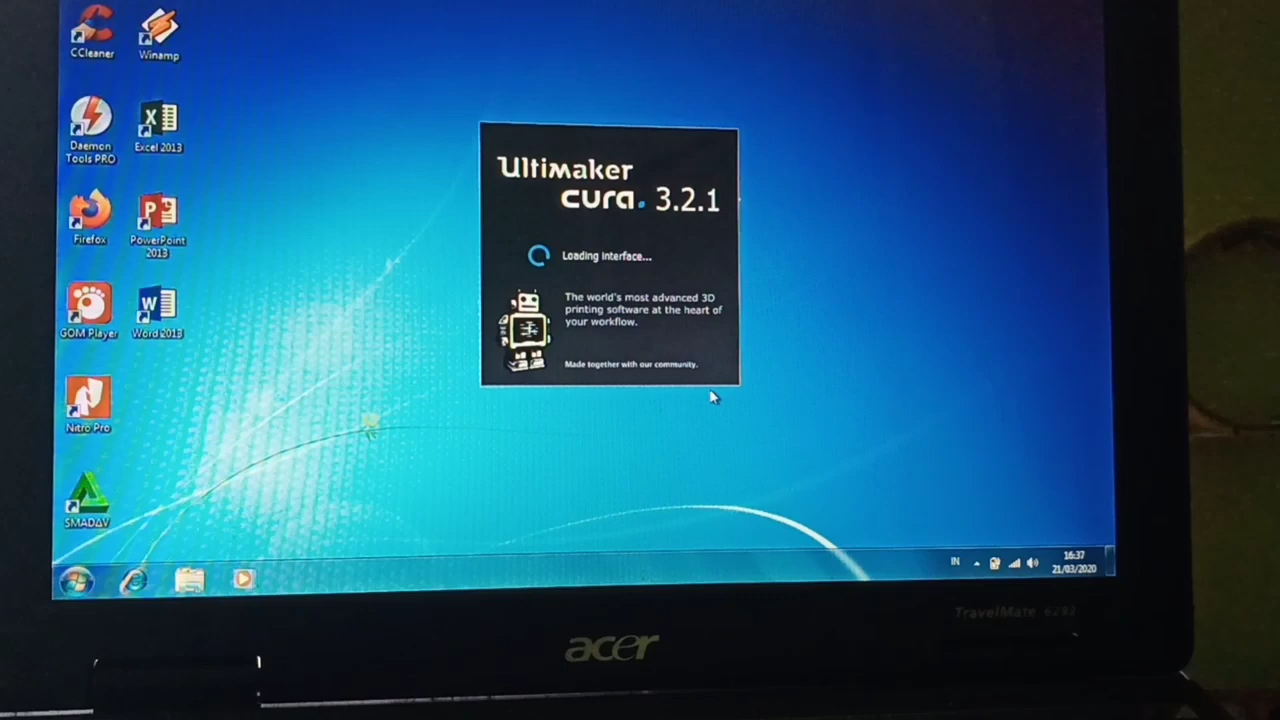 CCleaner
Winamp
Daemon
Tools PRO
Excel 2013
Firefox
PowerPoint
2013
GOM Player
Word 2013
Nitro Pro
SMADAV
Ultimaker
cura. 3.2.1
Loading interface...
The world's most advanced 3D
printing software at the heart of
your workflow.
Made together with our community.
IN
16:37
21/03/2020
TravelMate 6293
acer